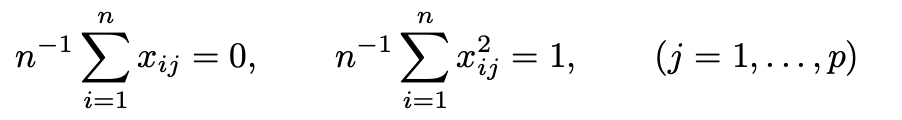 n^{-1} \sum_{i=1}^{n} x_{ij} = 0, \qquad n^{-1} \sum_{i=1}^{n} x_{ij}^{2} = 1, \qquad (j = 1, \ldots, p)